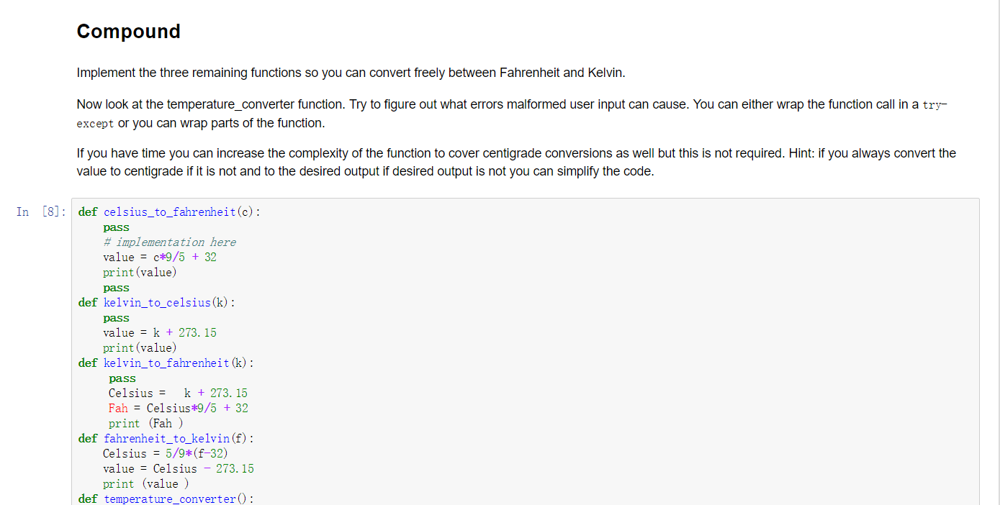 Compound
Implement the three remaining functions so you can convert freely between Fahrenheit and Kelvin.
Now look at the temperature_converter function. Try to figure out what errors malformed user input can cause. You can either wrap the function call in a try-
except or you can wrap parts of the function.
If you have time you can increase the complexity of the function to cover centigrade conversions as well but this is not required. Hint: if you always convert the
value to centigrade if it is not and to the desired output if desired output is not you can simplify the code.
In [8]: def celsius_to_fahrenheit(c):
    pass
    # implementation here
    value = c*9/5 + 32
    print(value)
    pass
def kelvin_to_celsius(k):
    pass
    value = k + 273.15
    print(value)
def kelvin_to_fahrenheit(k):
     pass
     Celsius =   k + 273.15
     Fah = Celsius*9/5 + 32
     print (Fah )
def fahrenheit_to_kelvin(f):
    Celsius = 5/9*(f-32)
    value = Celsius - 273.15
    print (value )
def temperature_converter():